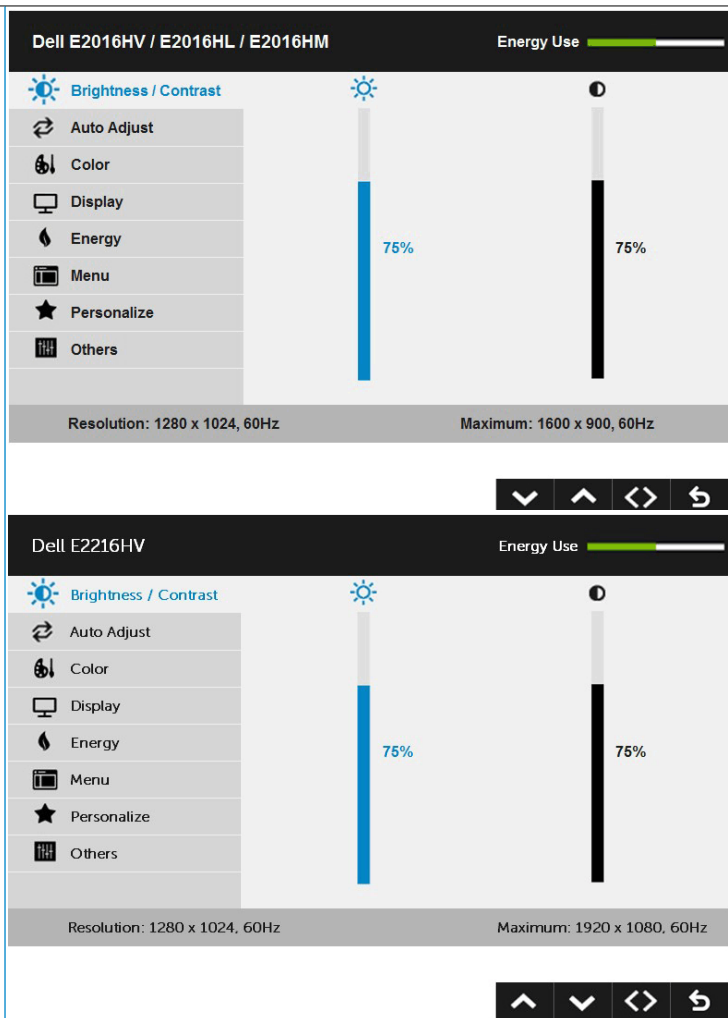 Dell E2016HV / E2016HL / E2016HM Energy Use
Brightness / Contrast
Auto Adjust
Color
Display
Energy
75% 75%
Menu
Personalize
Others
Resolution: 1280 x 1024, 60Hz Maximum: 1600 x 900, 60Hz
Dell E2216HV Energy Use
Brightness / Contrast
Auto Adjust
Color
Display
Energy
75% 75%
Menu
Personalize
Others
Resolution: 1280 x 1024, 60Hz Maximum: 1920 x 1080, 60Hz